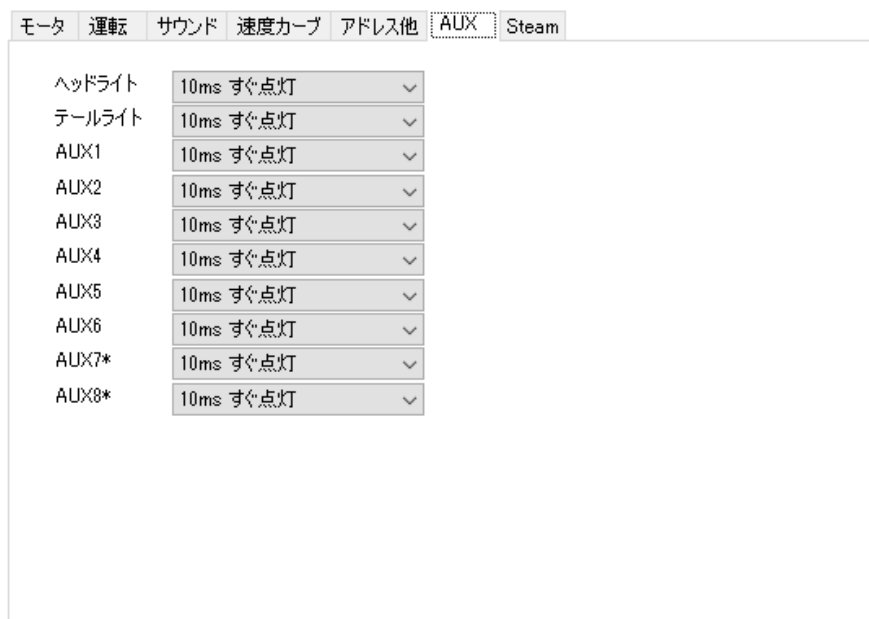 モータ 運転 サウンド 速度カーブ アドレス他 AUX Steam
ヘッドライト 10ms すぐ点灯
テールライト 10ms すぐ点灯
AUX1 10ms すぐ点灯
AUX2 10ms すぐ点灯
AUX3 10ms すぐ点灯
AUX4 10ms すぐ点灯
AUX5 10ms すぐ点灯
AUX6 10ms すぐ点灯
AUX7* 10ms すぐ点灯
AUX8* 10ms すぐ点灯